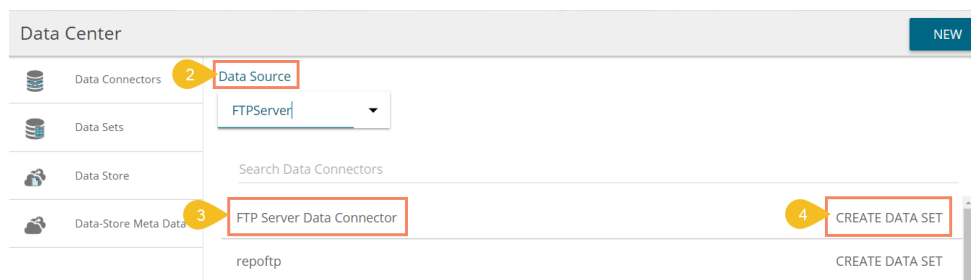 Data Center
NEW
Data Connectors
2
Data Source
FTPServer
Data Sets
Data Store
Search Data Connectors
Data-Store Meta Data
3
FTP Server Data Connector
4
CREATE DATA SET
repoftp
CREATE DATA SET